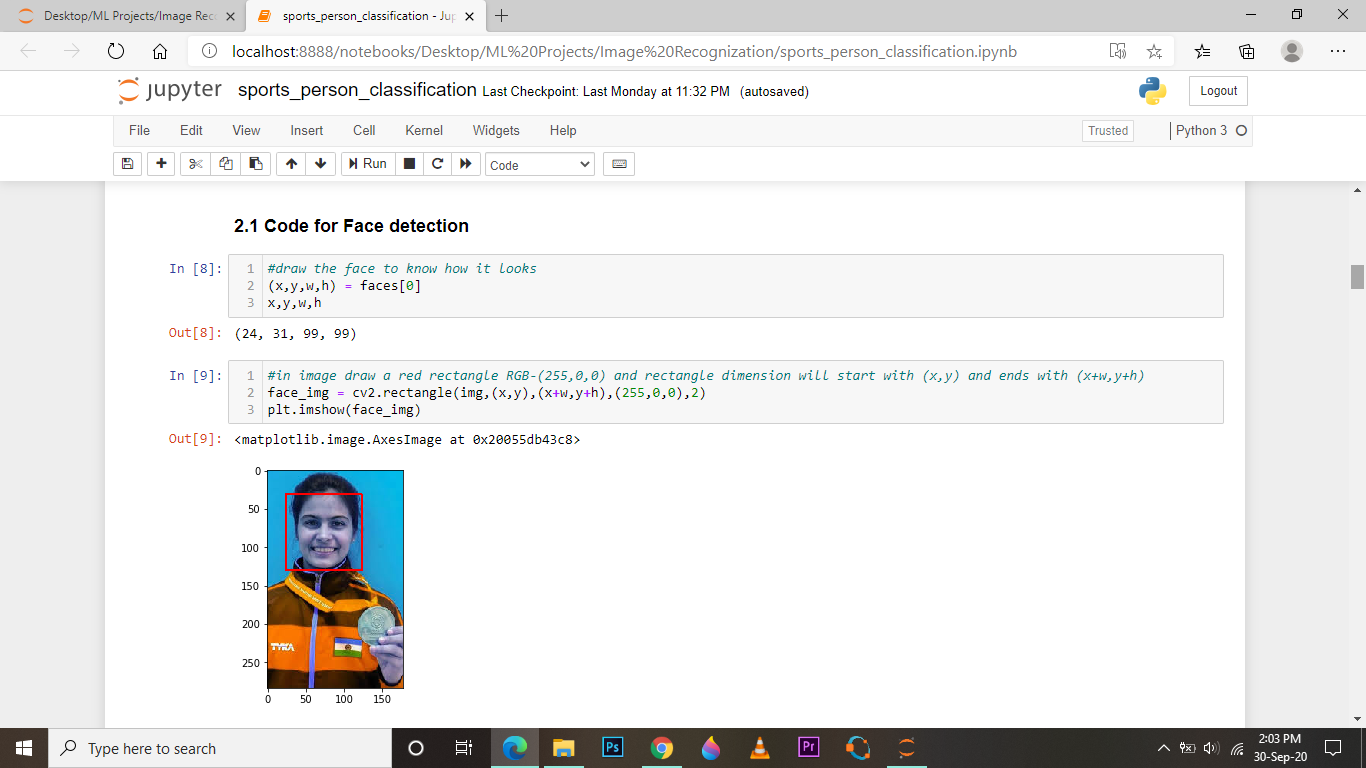 Desktop/ML Projects/Image Rec
sports_person_classification - Jup
localhost:8888/notebooks/Desktop/ML%20Projects/Image%20Recognization/sports_person_classification.ipynb
jupyter sports_person_classification Last Checkpoint: Last Monday at 11:32 PM (autosaved)
Logout
File Edit View Insert Cell Kernel Widgets Help
Trusted
Python 3
Run
Code
2.1 Code for Face detection
In [8]:
1 #draw the face to know how it looks
2 (x,y,w,h) = faces[0]
3 x,y,w,h
Out[8]: (24, 31, 99, 99)
In [9]:
1 #in image draw a red rectangle RGB-(255,0,0) and rectangle dimension will start with (x,y) and ends with (x+w,y+h)
2 face_img = cv2.rectangle(img,(x,y),(x+w,y+h),(255,0,0),2)
3 plt.imshow(face_img)
Out[9]: <matplotlib.image.AxesImage at 0x20055db43c8>
0
50
100
150
200
250
TYKA
0 50 100 150
Type here to search
Ps
Pr
2:03 PM
30-Sep-20